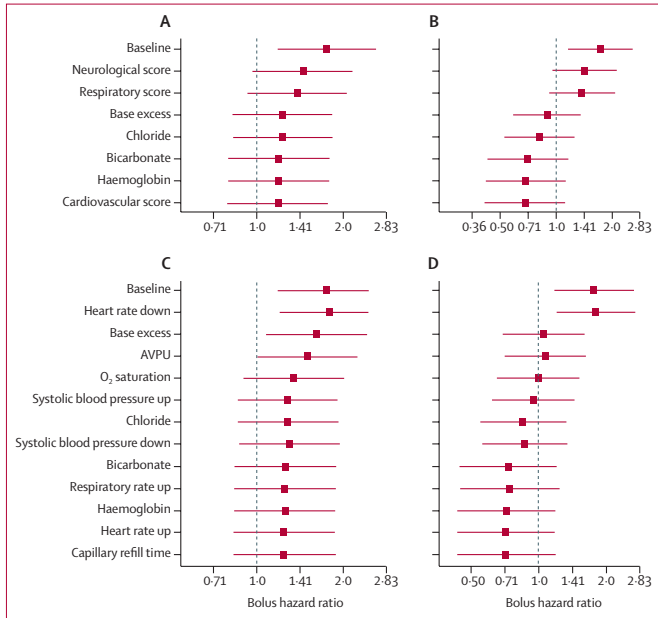 A
B
Baseline
Neurological score
Respiratory score
Base excess
Chloride
Bicarbonate
Haemoglobin
Cardiovascular score
0·71 1·0 1·41 2·0 2·83
0·36 0·50 0·71 1·0 1·41 2·0 2·83
C
D
Baseline
Heart rate down
Base excess
AVPU
O₂ saturation
Systolic blood pressure up
Chloride
Systolic blood pressure down
Bicarbonate
Respiratory rate up
Haemoglobin
Heart rate up
Capillary refill time
0·71 1·0 1·41 2·0 2·83
0·50 0·71 1·0 1·41 2·0 2·83
Bolus hazard ratio
Bolus hazard ratio